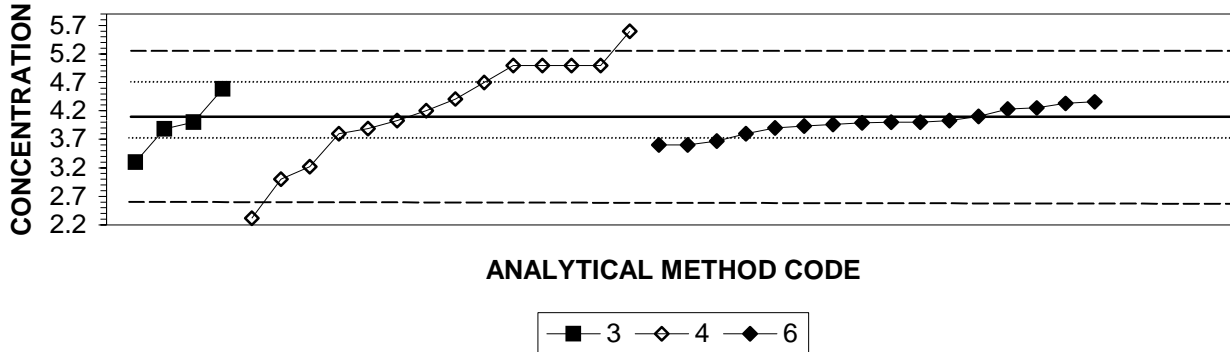 CONCENTRATION
5.7
5.2
4.7
4.2
3.7
3.2
2.7
2.2
ANALYTICAL METHOD CODE
3 4 6